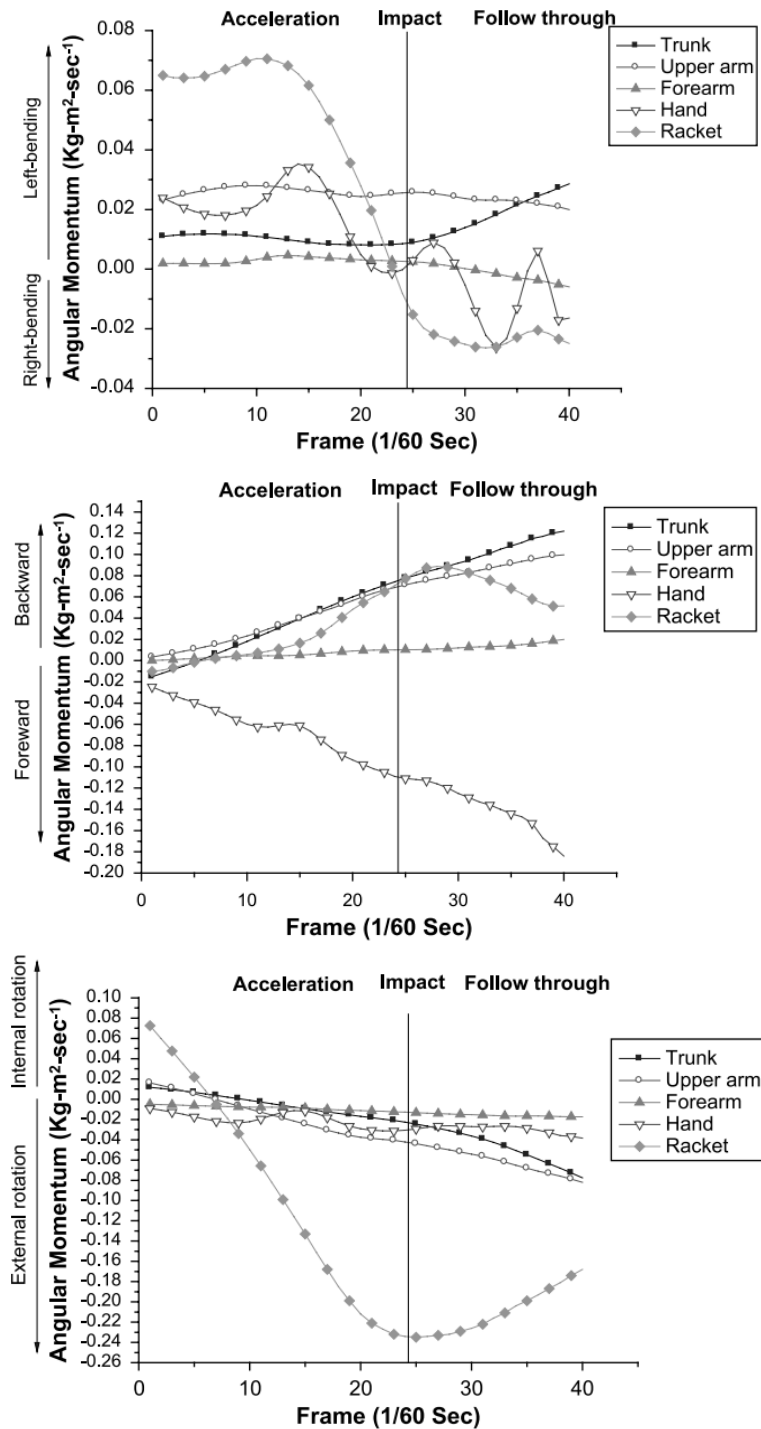 Acceleration Impact Follow through
0.08
0.06
0.04
0.02
0.00
-0.02
-0.04
0 10 20 30 40
Frame (1/60 Sec)
Angular Momentum (Kg-m²-sec⁻¹)
Left-bending
Right-bending
Trunk
Upper arm
Forearm
Hand
Racket
Acceleration Impact Follow through
0.14
0.12
0.10
0.08
0.06
0.04
0.02
0.00
-0.02
-0.04
-0.06
-0.08
-0.10
-0.12
-0.14
-0.16
-0.18
-0.20
0 10 20 30 40
Frame (1/60 Sec)
Angular Momentum (Kg-m²-sec⁻¹)
Backward
Foreward
Trunk
Upper arm
Forearm
Hand
Racket
Acceleration Impact Follow through
0.10
0.08
0.06
0.04
0.02
0.00
-0.02
-0.04
-0.06
-0.08
-0.10
-0.12
-0.14
-0.16
-0.18
-0.20
-0.22
-0.24
-0.26
0 10 20 30 40
Frame (1/60 Sec)
Angular Momentum (Kg-m²-sec⁻¹)
Internal rotation
External rotation
Trunk
Upper arm
Forearm
Hand
Racket